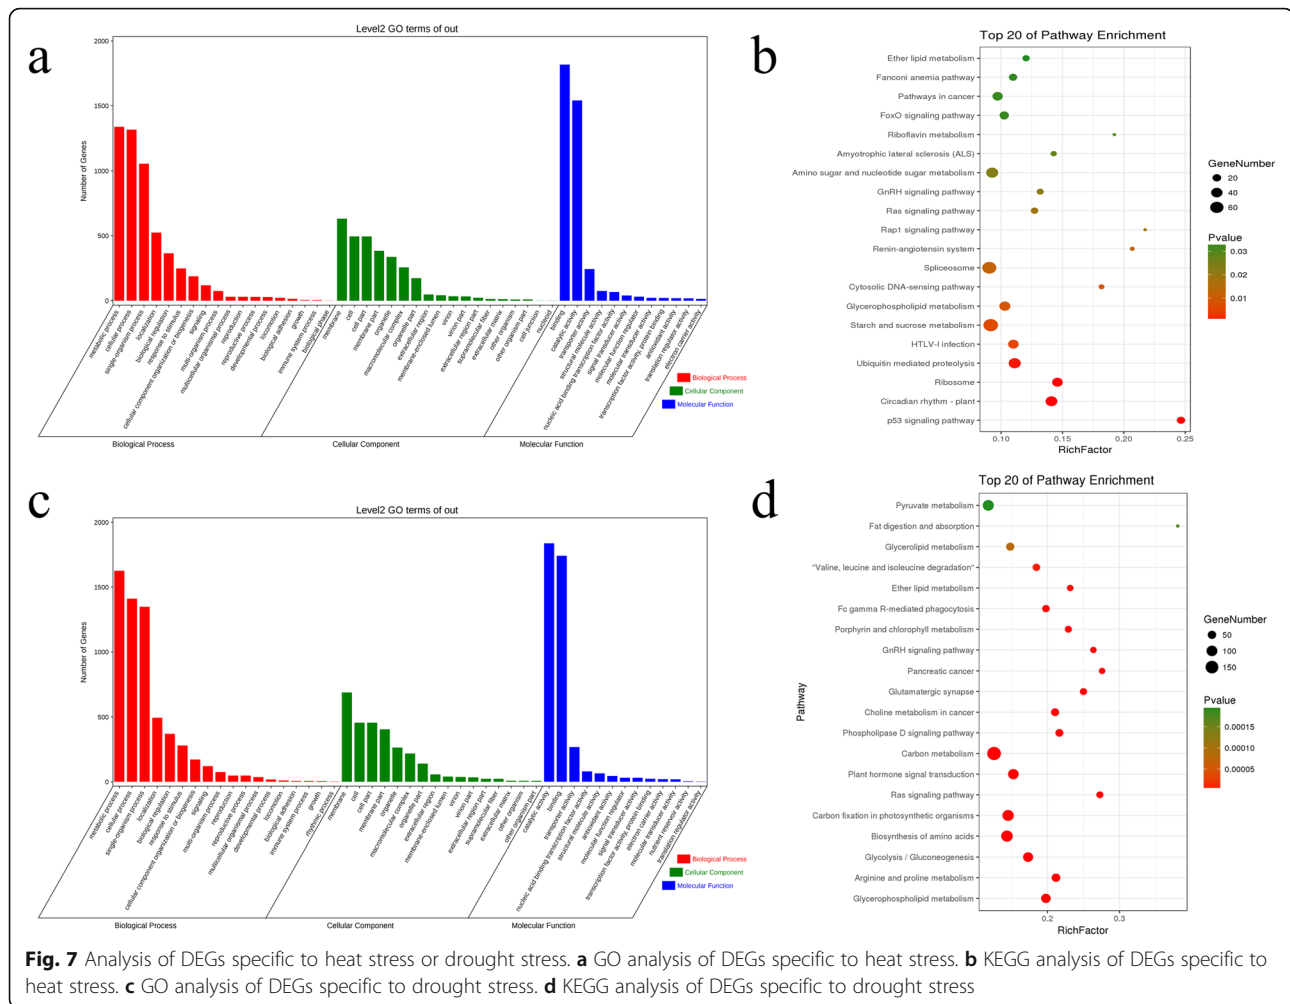 a
Level2 GO terms of out
Number of Genes
2000
1500
1000
500
0
metabolic process
cellular process
single-organism process
localization
biological regulation
response to stimulus
cellular component organization or biogenesis
signaling
multi-organism process
multicellular organismal process
reproduction
reproductive process
developmental process
locomotion
biological adhesion
growth
immune system process
biological phase
membrane
cell
cell part
membrane part
organelle
macromolecular complex
organelle part
extracellular region
membrane-enclosed lumen
virion
virion part
extracellular region part
supramolecular fiber
extracellular matrix
other organism
other organism part
cell junction
nucleoid
binding
catalytic activity
transporter activity
structural molecule activity
nucleic acid binding transcription factor activity
signal transducer activity
molecular function regulator
molecular transducer activity
transcription factor activity, protein binding
antioxidant activity
translation regulator activity
electron carrier activity
Biological Process
Cellular Component
Molecular Function
Biological Process
Cellular Component
Molecular Function
b
Top 20 of Pathway Enrichment
Ether lipid metabolism
Fanconi anemia pathway
Pathways in cancer
FoxO signaling pathway
Riboflavin metabolism
Amyotrophic lateral sclerosis (ALS)
Amino sugar and nucleotide sugar metabolism
GnRH signaling pathway
Ras signaling pathway
Rap1 signaling pathway
Renin-angiotensin system
Spliceosome
Cytosolic DNA-sensing pathway
Glycerophospholipid metabolism
Starch and sucrose metabolism
HTLV-I infection
Ubiquitin mediated proteolysis
Ribosome
Circadian rhythm - plant
p53 signaling pathway
0.10 0.15 0.20 0.25
RichFactor
GeneNumber
20
40
60
Pvalue
0.03
0.02
0.01
c
Level2 GO terms of out
Number of Genes
2000
1500
1000
500
0
metabolic process
cellular process
single-organism process
localization
biological regulation
response to stimulus
cellular component organization or biogenesis
signaling
multi-organism process
reproduction
reproductive process
multicellular organismal process
developmental process
locomotion
biological adhesion
immune system process
growth
rhythmic process
membrane
cell
cell part
membrane part
organelle
macromolecular complex
organelle part
extracellular region
membrane-enclosed lumen
virion
virion part
extracellular region part
supramolecular fiber
extracellular matrix
other organism
other organism part
catalytic activity
binding
transporter activity
nucleic acid binding transcription factor activity
structural molecule activity
antioxidant activity
molecular function regulator
signal transducer activity
transcription factor activity, protein binding
electron carrier activity
molecular transducer activity
nutrient reservoir activity
translation regulator activity
Biological Process
Cellular Component
Molecular Function
Biological Process
Cellular Component
Molecular Function
d
Top 20 of Pathway Enrichment
Pathway
Pyruvate metabolism
Fat digestion and absorption
Glycerolipid metabolism
"Valine, leucine and isoleucine degradation"
Ether lipid metabolism
Fc gamma R-mediated phagocytosis
Porphyrin and chlorophyll metabolism
GnRH signaling pathway
Pancreatic cancer
Glutamatergic synapse
Choline metabolism in cancer
Phospholipase D signaling pathway
Carbon metabolism
Plant hormone signal transduction
Ras signaling pathway
Carbon fixation in photosynthetic organisms
Biosynthesis of amino acids
Glycolysis / Gluconeogenesis
Arginine and proline metabolism
Glycerophospholipid metabolism
0.2 0.3
RichFactor
GeneNumber
50
100
150
Pvalue
0.00015
0.00010
0.00005
Fig. 7 Analysis of DEGs specific to heat stress or drought stress. a GO analysis of DEGs specific to heat stress. b KEGG analysis of DEGs specific to
heat stress. c GO analysis of DEGs specific to drought stress. d KEGG analysis of DEGs specific to drought stress